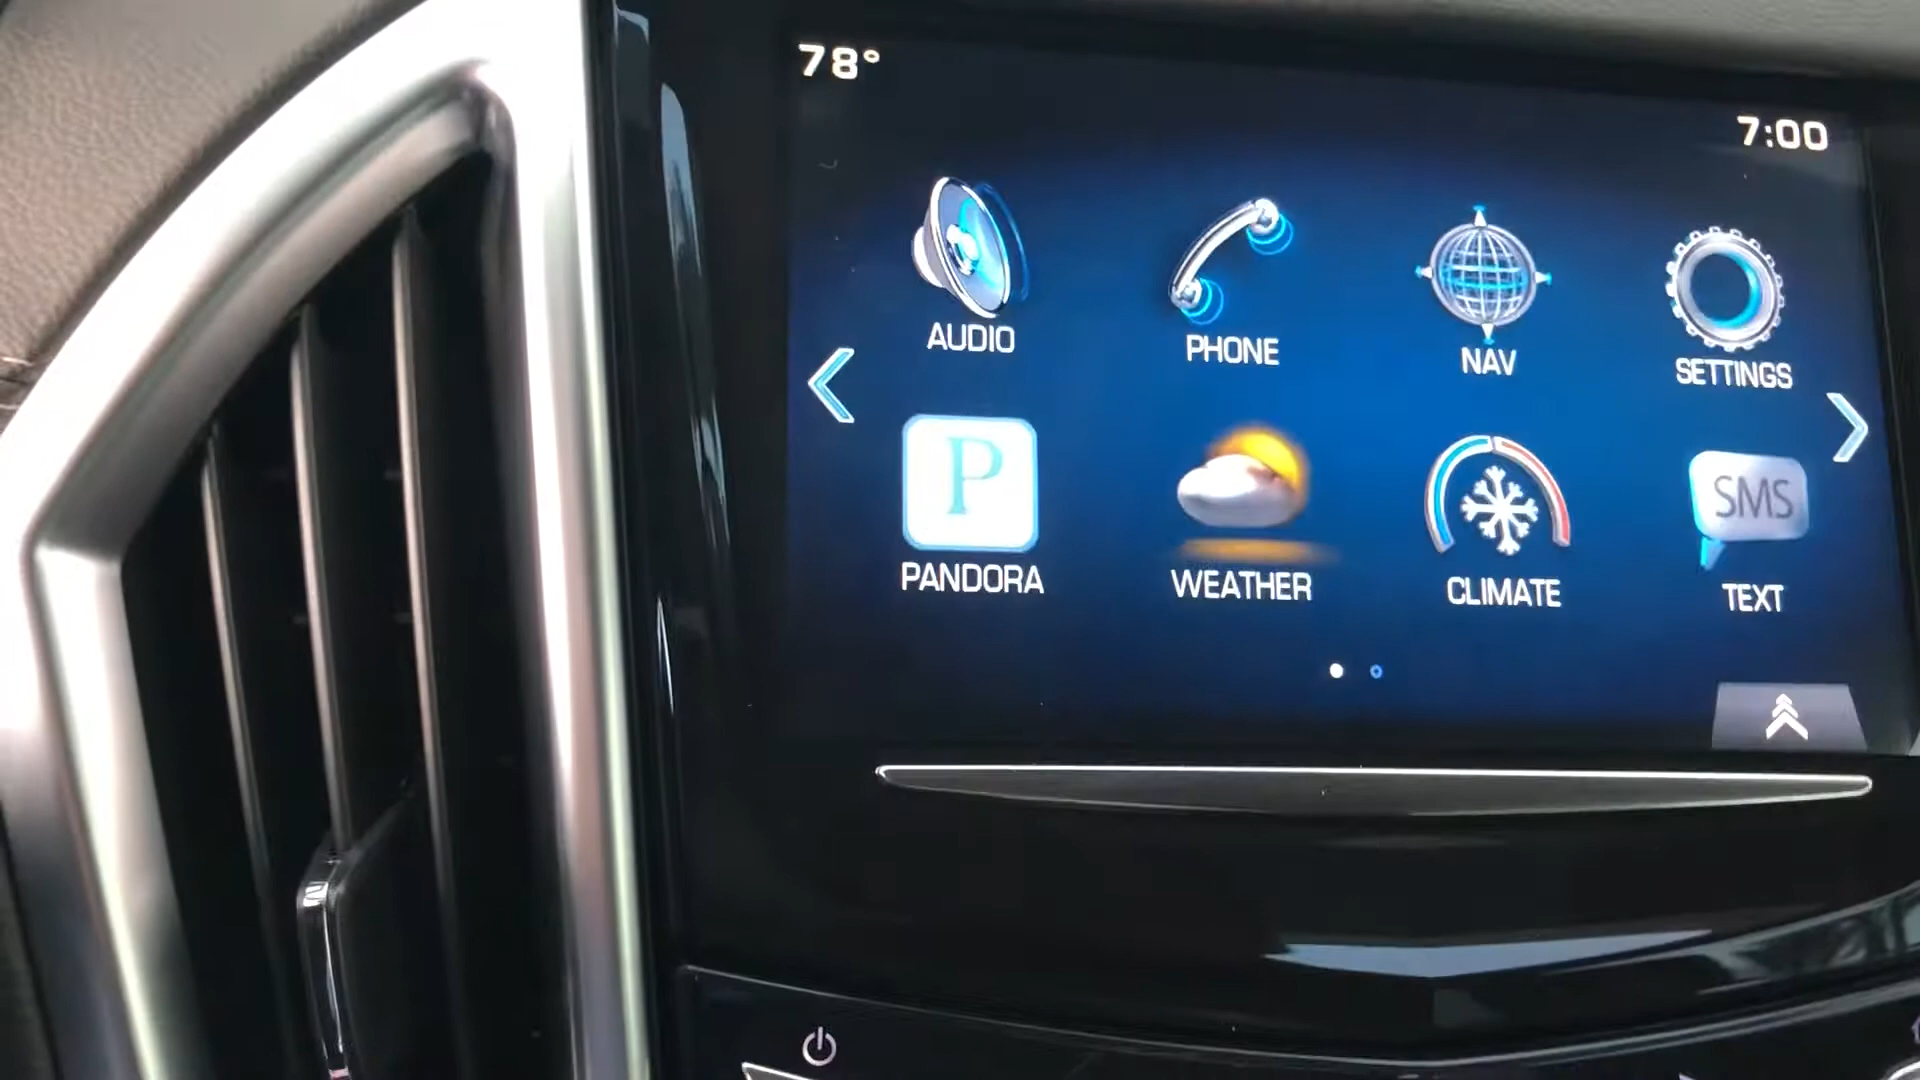 78°
7:00
AUDIO
PHONE
NAV
SETTINGS
P
SMS
PANDORA
WEATHER
CLIMATE
TEXT